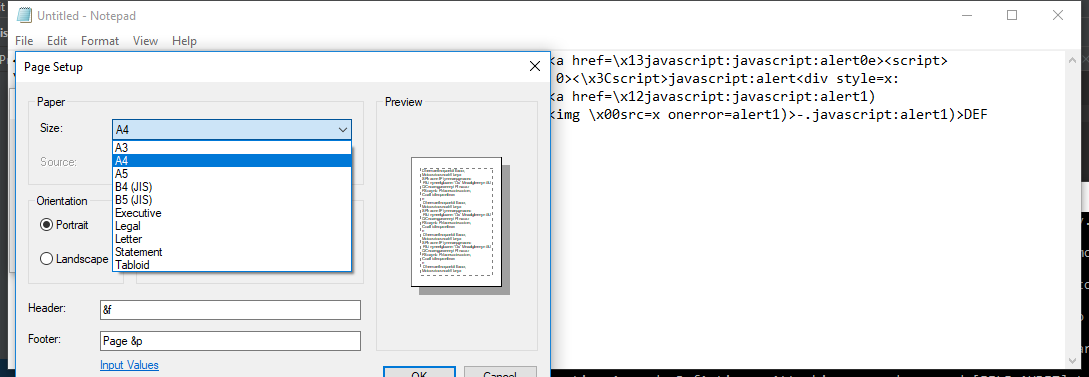 Untitled - Notepad
File Edit Format View Help
<a href=\x13javascript:javascript:alert0e><script>
0><\x3Cscript>javascript:alert<div style=x:
<a href=\x12javascript:javascript:alert1)
<img \x00src=x onerror=alert1)>-.javascript:alert1)>DEF
Page Setup
Paper
Size:
A4
A3
A4
A5
B4 (JIS)
B5 (JIS)
Executive
Legal
Letter
Statement
Tabloid
Source:
Orientation
Portrait
Landscape
Header:
&f
Footer:
Page &p
Input Values
OK
Cancel
Preview